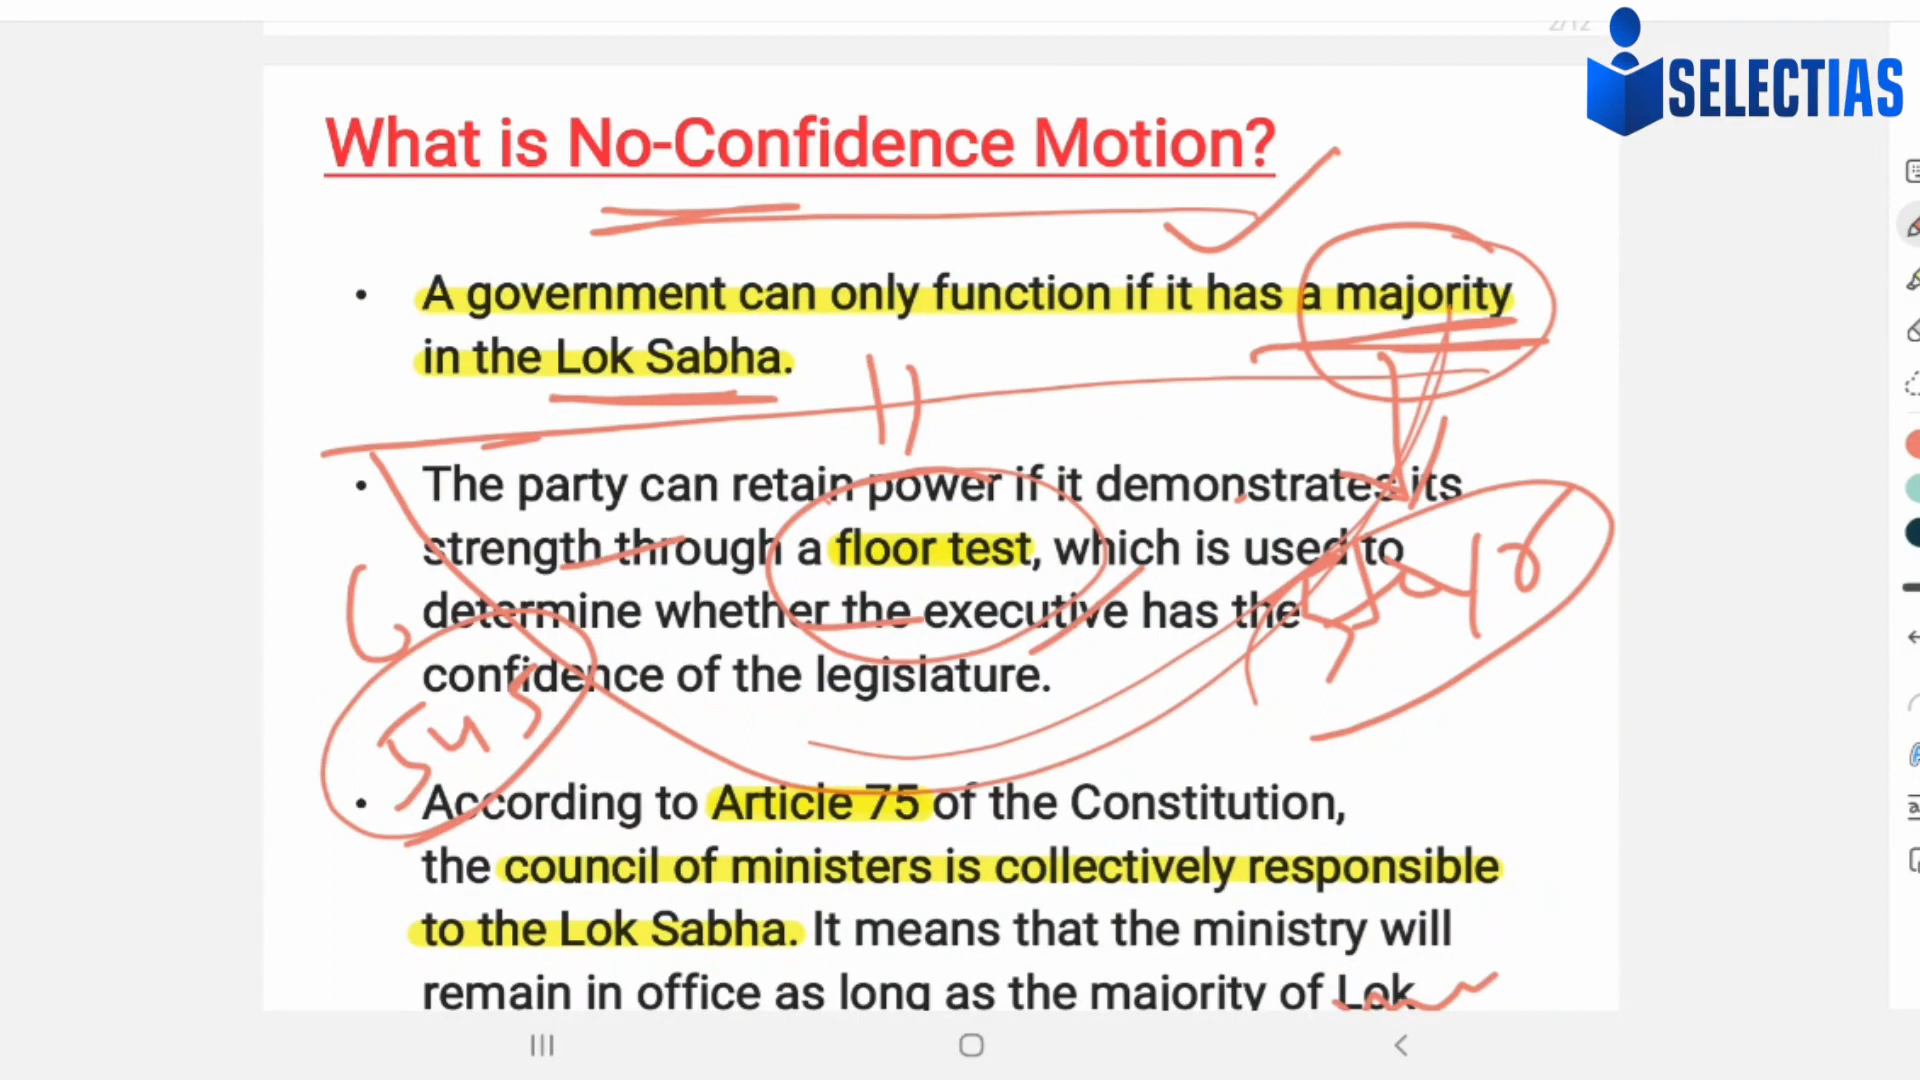 2/12
SELECTIAS
What is No-Confidence Motion?
• A government can only function if it has a majority
in the Lok Sabha.
• The party can retain power if it demonstrates its
strength through a floor test, which is used to
determine whether the executive has the
confidence of the legislature.
545
• According to Article 75 of the Constitution,
the council of ministers is collectively responsible
to the Lok Sabha. It means that the ministry will
remain in office as long as the majority of Lok